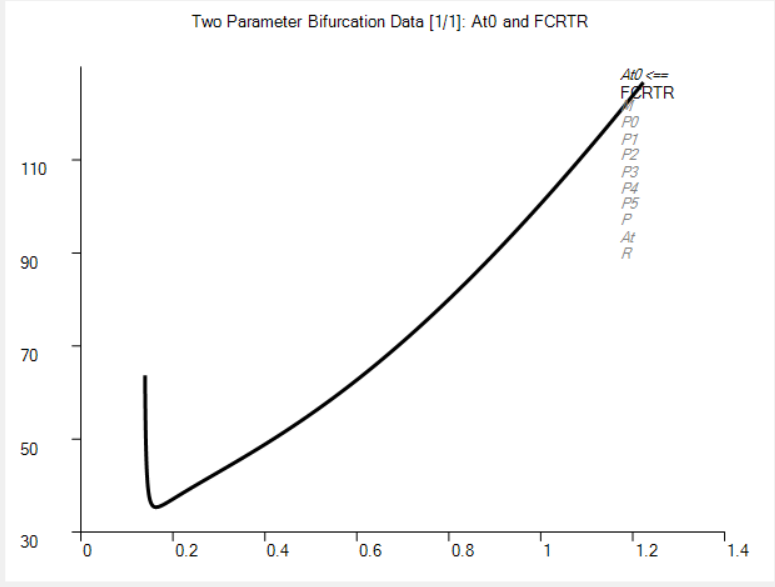 Two Parameter Bifurcation Data [1/1]: At0 and FCRTR
At0 <==
FCRTR
M
P0
P1
110
P2
P3
P4
P5
P
At
R
90
70
50
30
0 0.2 0.4 0.6 0.8 1 1.2 1.4